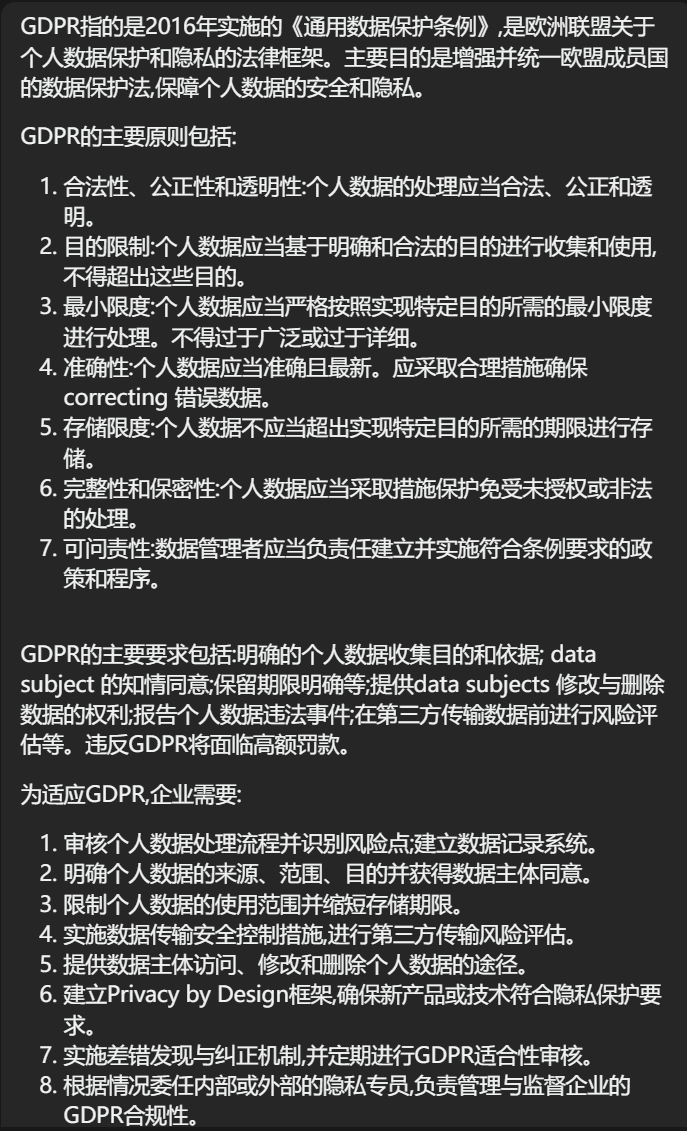 GDPR指的是2016年实施的《通用数据保护条例》,是欧洲联盟关于
个人数据保护和隐私的法律框架。主要目的是增强并统一欧盟成员国
的数据保护法,保障个人数据的安全和隐私。
GDPR的主要原则包括:
1. 合法性、公正性和透明性:个人数据的处理应当合法、公正和透
明。
2. 目的限制:个人数据应当基于明确和合法的目的进行收集和使用,
不得超出这些目的。
3. 最小限度:个人数据应当严格按照实现特定目的所需的最小限度
进行处理。不得过于广泛或过于详细。
4. 准确性:个人数据应当准确且最新。应采取合理措施确保
correcting 错误数据。
5. 存储限度:个人数据不应当超出实现特定目的所需的期限进行存
储。
6. 完整性和保密性:个人数据应当采取措施保护免受未授权或非法
的处理。
7. 可问责性:数据管理者应当负责任建立并实施符合条例要求的政
策和程序。
GDPR的主要要求包括:明确的个人数据收集目的和依据; data
subject 的知情同意;保留期限明确等;提供data subjects 修改与删除
数据的权利;报告个人数据违法事件;在第三方传输数据前进行风险评
估等。违反GDPR将面临高额罚款。
为适应GDPR,企业需要:
1. 审核个人数据处理流程并识别风险点;建立数据记录系统。
2. 明确个人数据的来源、范围、目的并获得数据主体同意。
3. 限制个人数据的使用范围并缩短存储期限。
4. 实施数据传输安全控制措施,进行第三方传输风险评估。
5. 提供数据主体访问、修改和删除个人数据的途径。
6. 建立Privacy by Design框架,确保新产品或技术符合隐私保护要
求。
7. 实施差错发现与纠正机制,并定期进行GDPR适合性审核。
8. 根据情况委任内部或外部的隐私专员,负责管理与监督企业的
GDPR合规性。